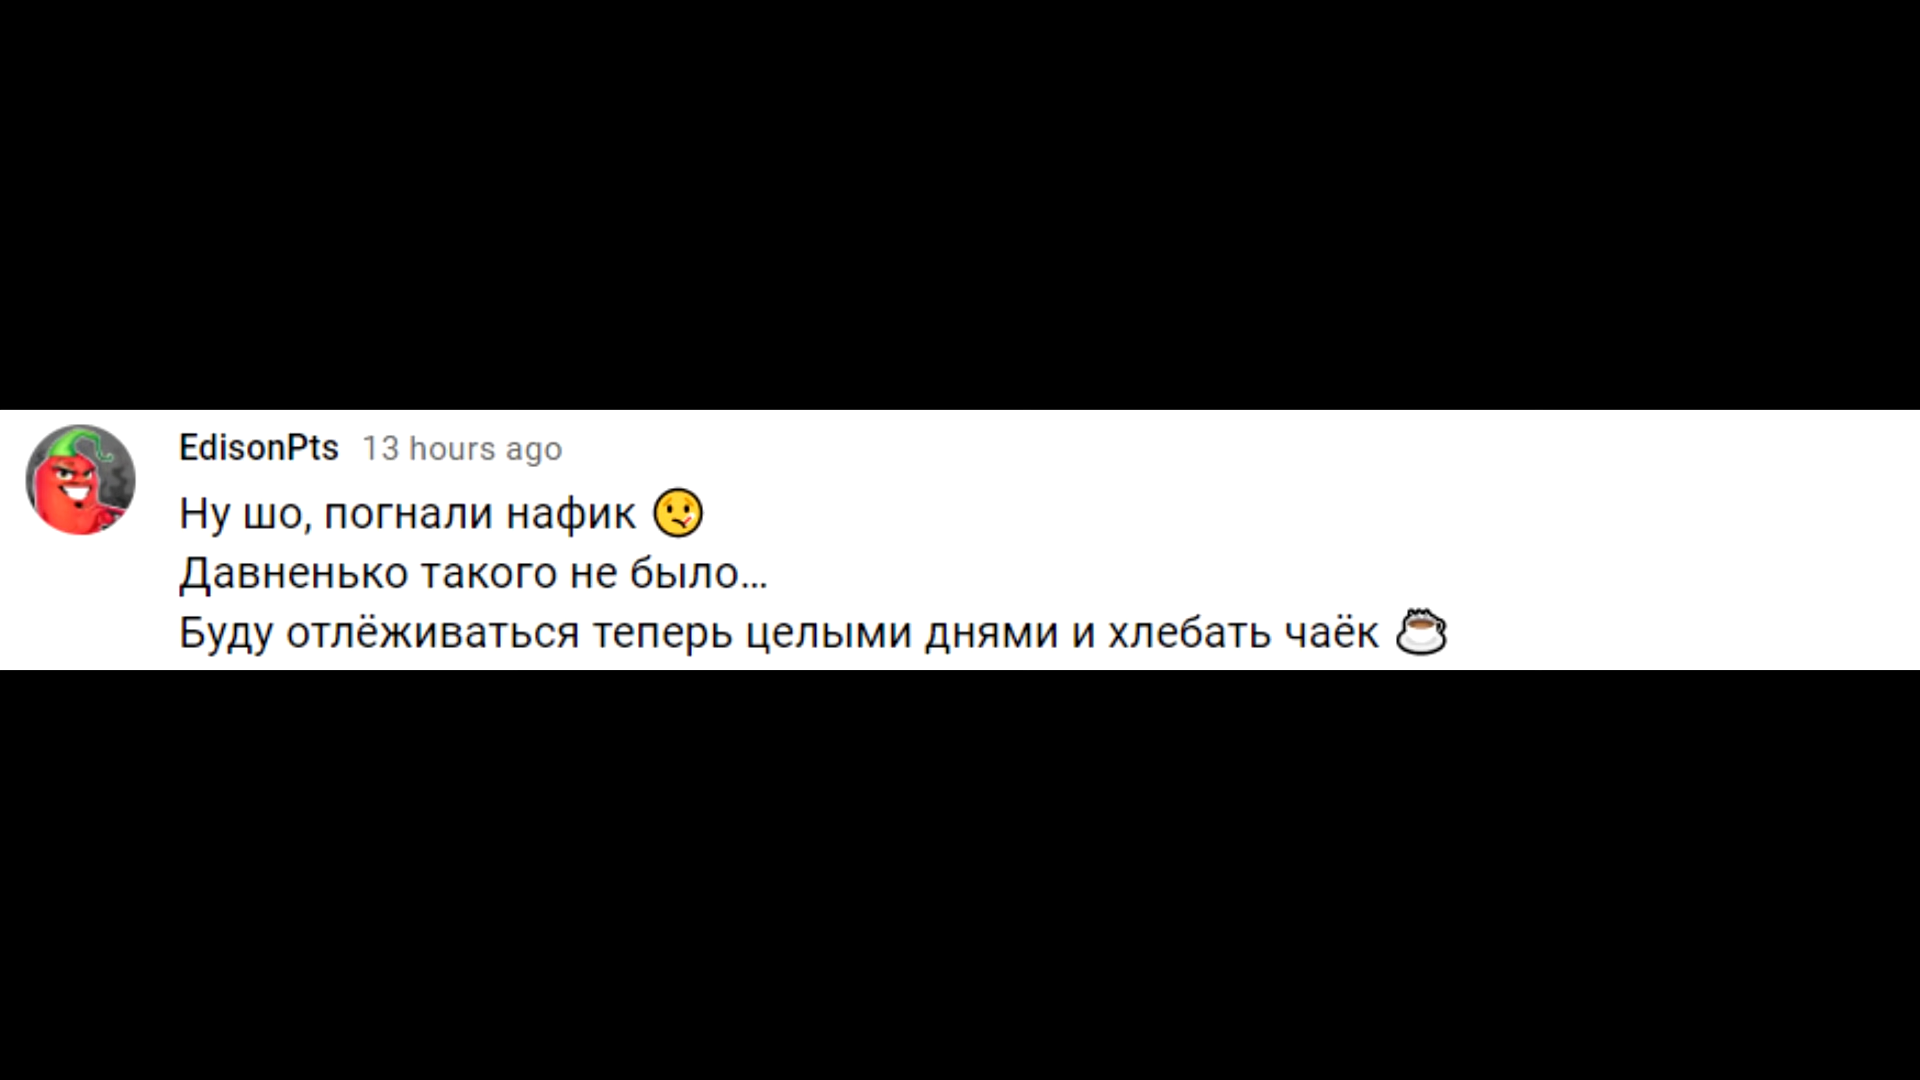 EdisonPts 13 hours ago
Ну шо, погнали нафик 🤒
Давненько такого не было...
Буду отлёживаться теперь целыми днями и хлебать чаёк ☕